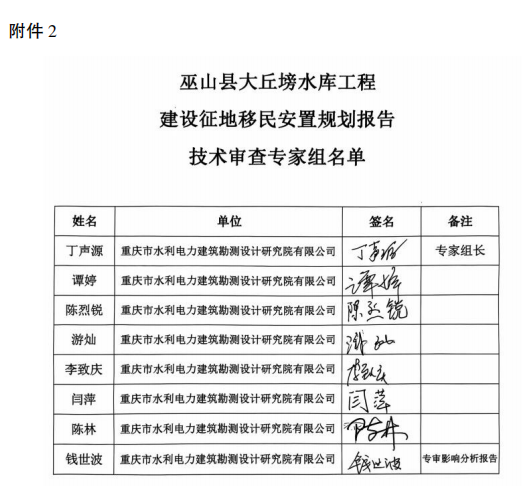 附件 2
巫山县大丘塝水库工程
建设征地移民安置规划报告
技术审查专家组名单
姓名 单位 签名 备注
丁声源 重庆市水利电力建筑勘测设计研究院有限公司 丁声源 专家组长
谭婷 重庆市水利电力建筑勘测设计研究院有限公司 谭婷
陈烈锐 重庆市水利电力建筑勘测设计研究院有限公司 陈烈锐
游灿 重庆市水利电力建筑勘测设计研究院有限公司 游灿
李致庆 重庆市水利电力建筑勘测设计研究院有限公司 李致庆
闫萍 重庆市水利电力建筑勘测设计研究院有限公司 闫萍
陈林 重庆市水利电力建筑勘测设计研究院有限公司 陈林
钱世波 重庆市水利电力建筑勘测设计研究院有限公司 钱世波 专审影响分析报告